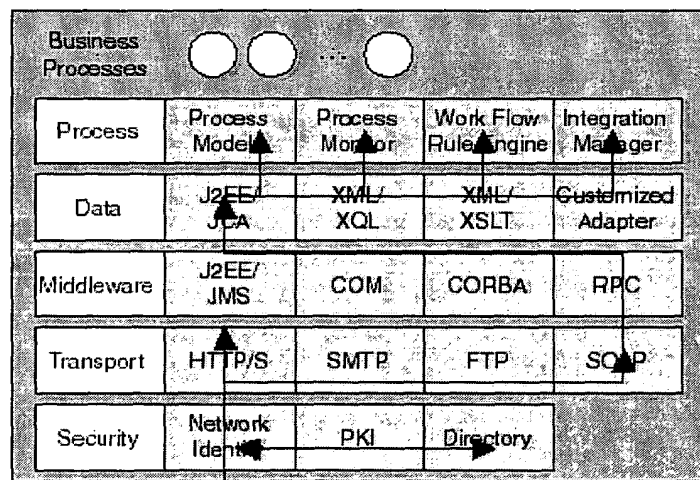 Business
Processes
...
Process
Process
Model
Process
Monitor
Work Flow
Rule Engine
Integration
Manager
Data
J2EE/
JCA
XML/
XQL
XML/
XSLT
Customized
Adapter
Middleware
J2EE/
JMS
COM
CORBA
RPC
Transport
HTTP/S
SMTP
FTP
SOAP
Security
Network
Identity
PKI
Directory